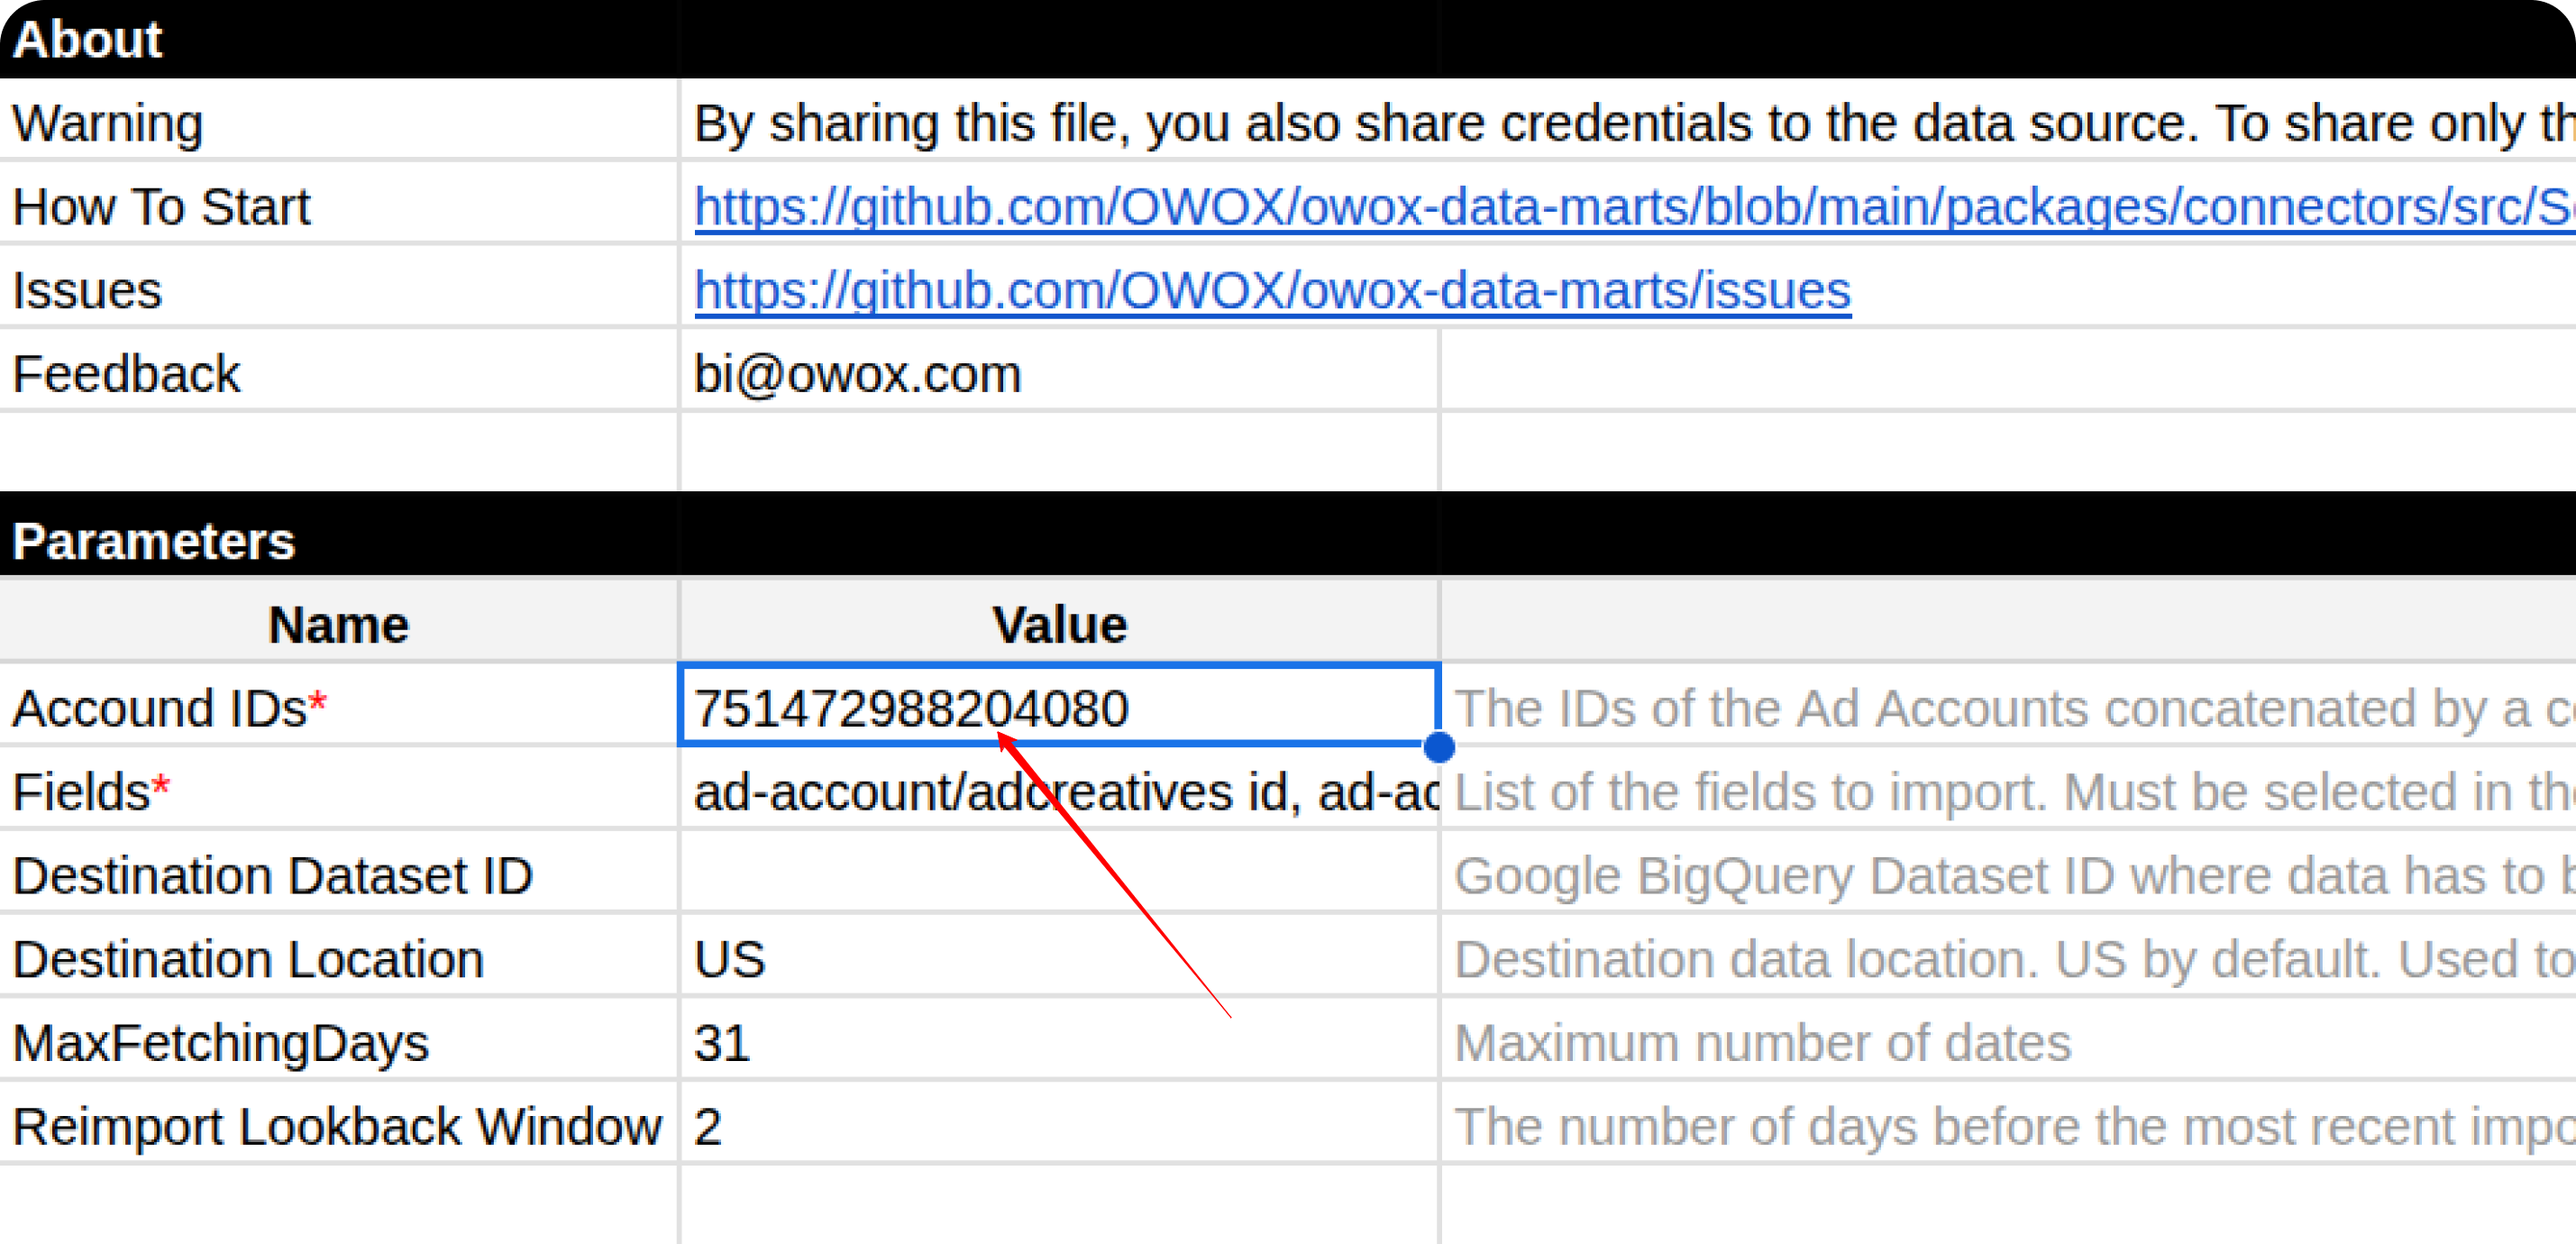 About
Warning By sharing this file, you also share credentials to the data source. To share only
How To Start https://github.com/OWOX/owox-data-marts/blob/main/packages/connectors/src/S
Issues https://github.com/OWOX/owox-data-marts/issues
Feedback bi@owox.com
Parameters
Name Value
Accound IDs* 751472988204080 The IDs of the Ad Accounts concatenated by a
Fields* ad-account/adcreatives id, ad-ac List of the fields to import. Must be selected in
Destination Dataset ID Google BigQuery Dataset ID where data has to
Destination Location US Destination data location. US by default. Used to
MaxFetchingDays 31 Maximum number of dates
Reimport Lookback Window 2 The number of days before the most recent